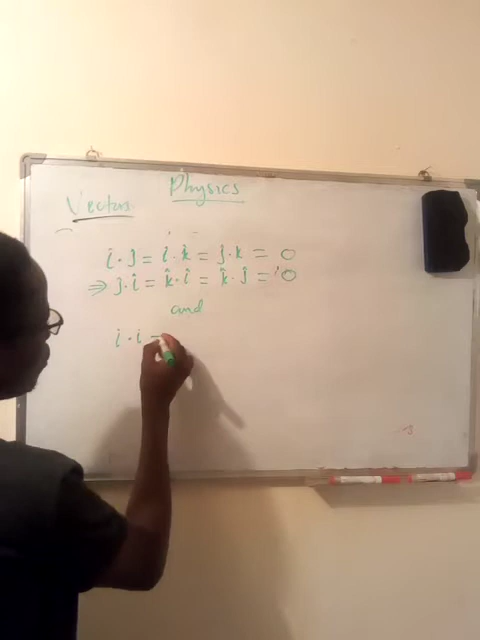 Physics
Vectors
i · j = i · k̂ = j · k = 0
⇒ j · i = k̂ · i = k̂ · j = 0
and
i · i =